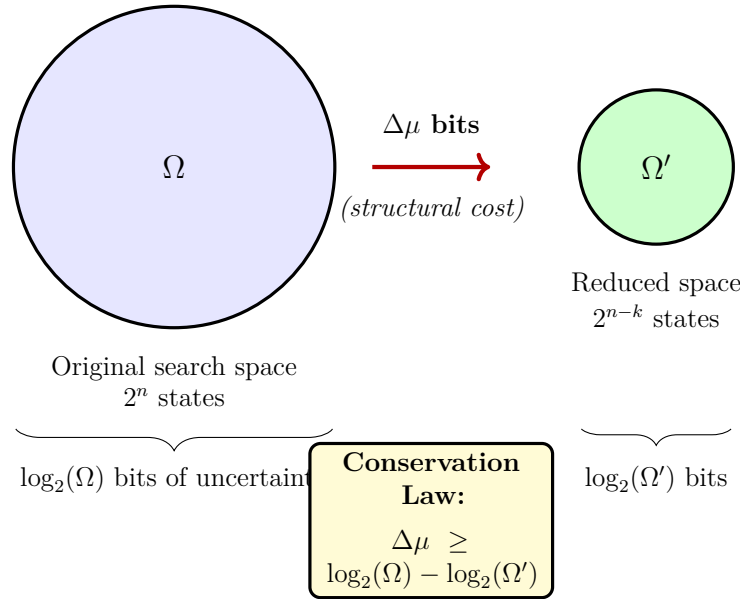 Δμ bits
Ω
Ω′
(structural cost)
Reduced space
2^{n−k} states
Original search space
2^n states
log₂(Ω) bits of uncertaint
log₂(Ω′) bits
Conservation
Law:
Δμ ≥
log₂(Ω) − log₂(Ω′)